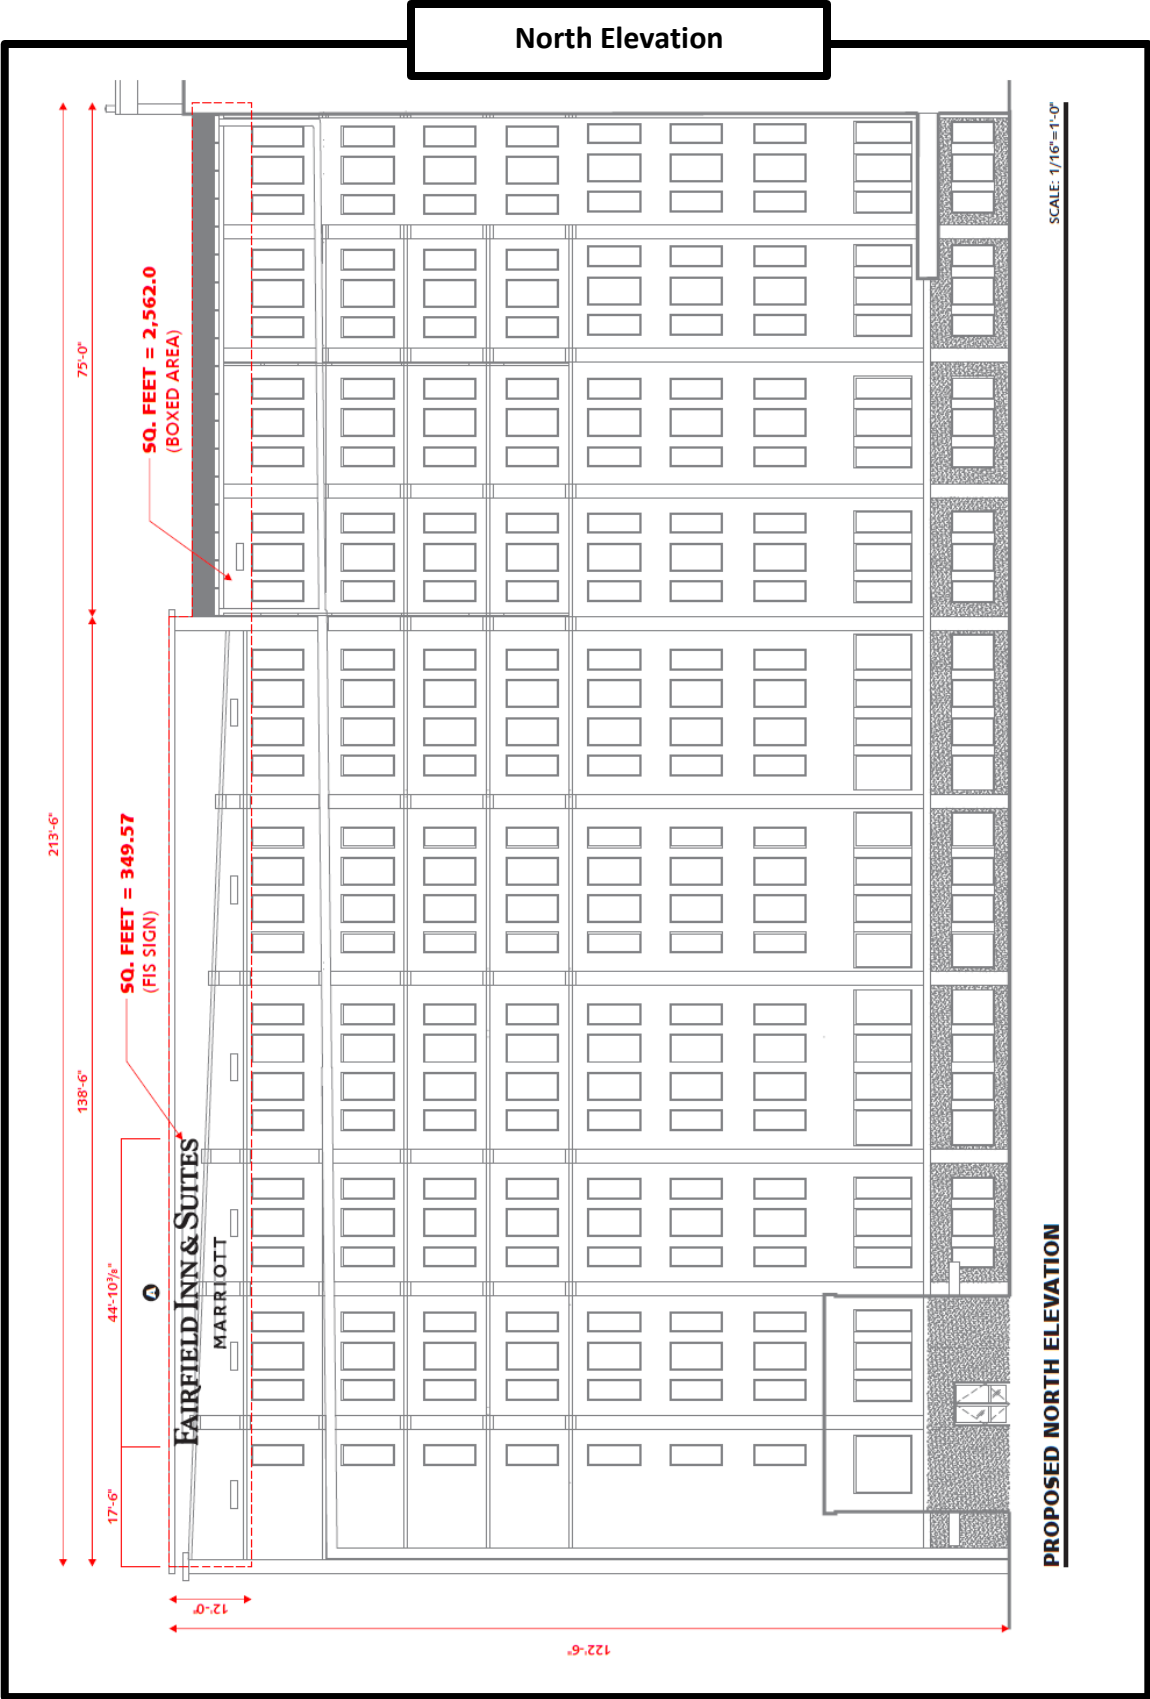 North Elevation
213'-6"
138'-6"
75'-0"
17'-6"
44'-10⅜"
SQ. FEET = 349.57
(FIS SIGN)
SQ. FEET = 2,562.0
(BOXED AREA)
A
FAIRFIELD INN & SUITES
MARRIOTT
12'-0"
122'-6"
PROPOSED NORTH ELEVATION
SCALE: 1/16"=1'-0"